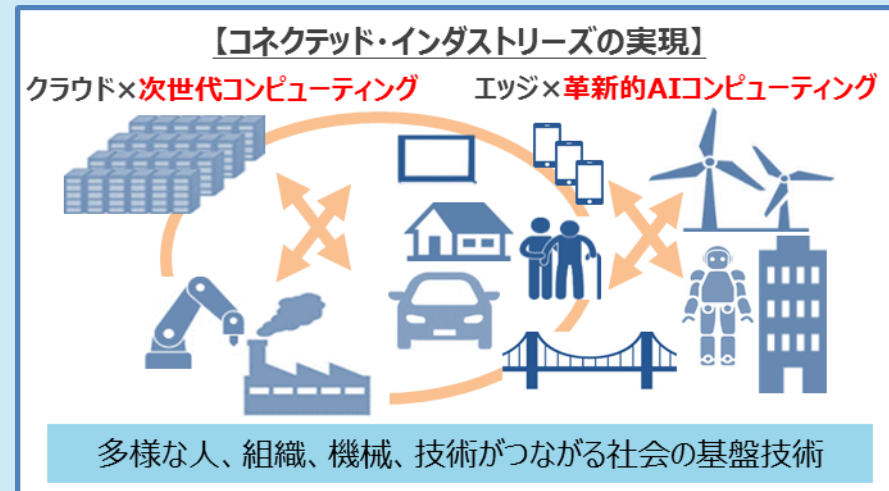 【コネクテッド・インダストリーズの実現】
クラウド×次世代コンピューティング
エッジ×革新的AIコンピューティング
多様な人、組織、機械、技術がつながる社会の基盤技術